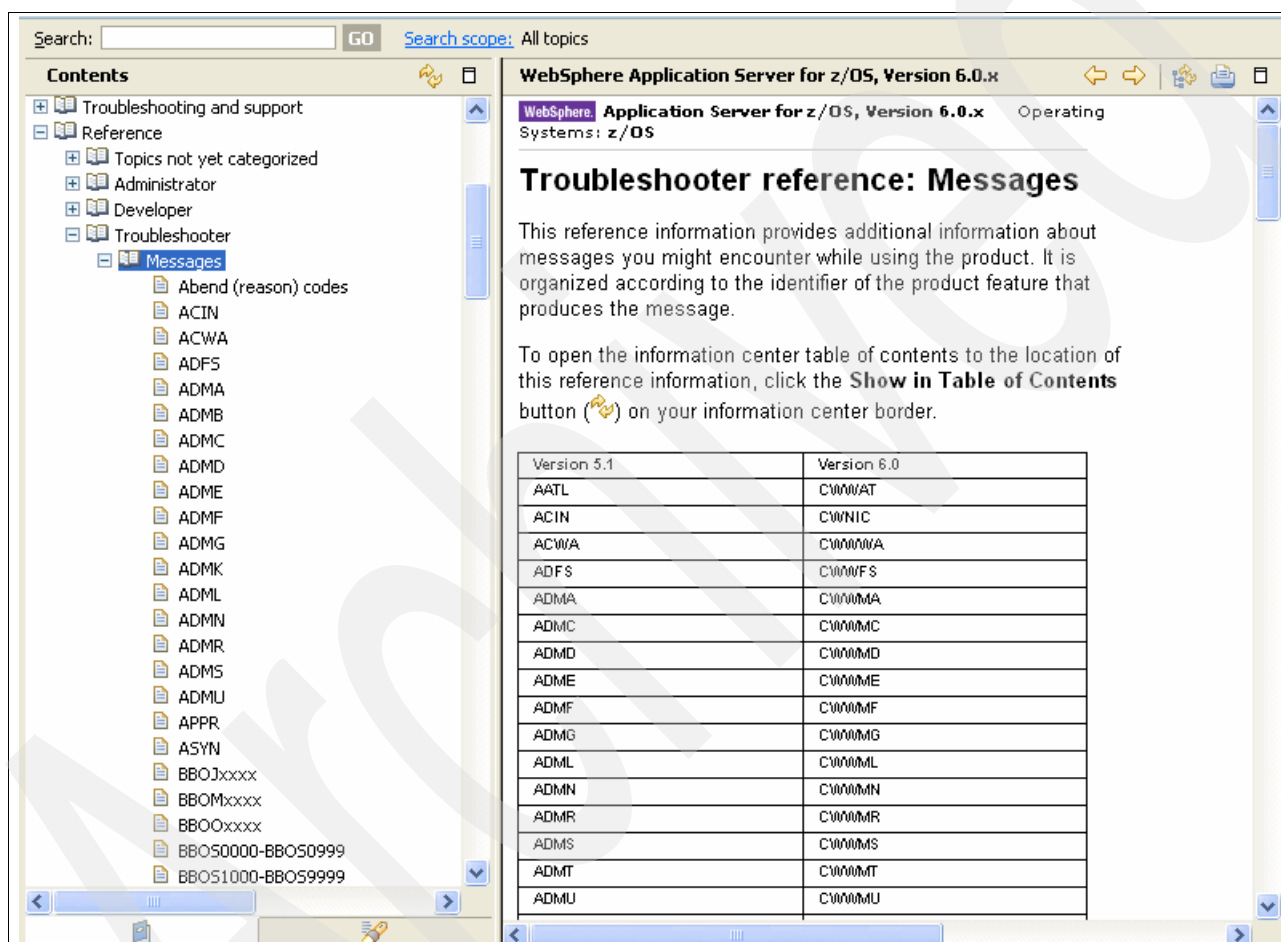 Search:
GO
Search scope: All topics
Contents
Troubleshooting and support
Reference
Topics not yet categorized
Administrator
Developer
Troubleshooter
Messages
Abend (reason) codes
ACIN
ACWA
ADFS
ADMA
ADMB
ADMC
ADMD
ADME
ADMF
ADMG
ADMK
ADML
ADMN
ADMR
ADMS
ADMU
APPR
ASYN
BBOJxxxx
BBOMxxxx
BBOOxxxx
BBOS0000-BBOS0999
BBOS1000-BBOS9999
WebSphere Application Server for z/OS, Version 6.0.x
WebSphere. Application Server for z/OS, Version 6.0.x Operating
Systems: z/OS
Troubleshooter reference: Messages
This reference information provides additional information about
messages you might encounter while using the product. It is
organized according to the identifier of the product feature that
produces the message.
To open the information center table of contents to the location of
this reference information, click the Show in Table of Contents
button () on your information center border.
Version 5.1 Version 6.0
AATL CWWAT
ACIN CWNIC
ACWA CWWWA
ADFS CWWFS
ADMA CWWMA
ADMC CWWMC
ADMD CWWMD
ADME CWWME
ADMF CWWMF
ADMG CWWMG
ADML CWWML
ADMN CWWMN
ADMR CWWMR
ADMS CWWMS
ADMT CWWMT
ADMU CWWMU
Archived